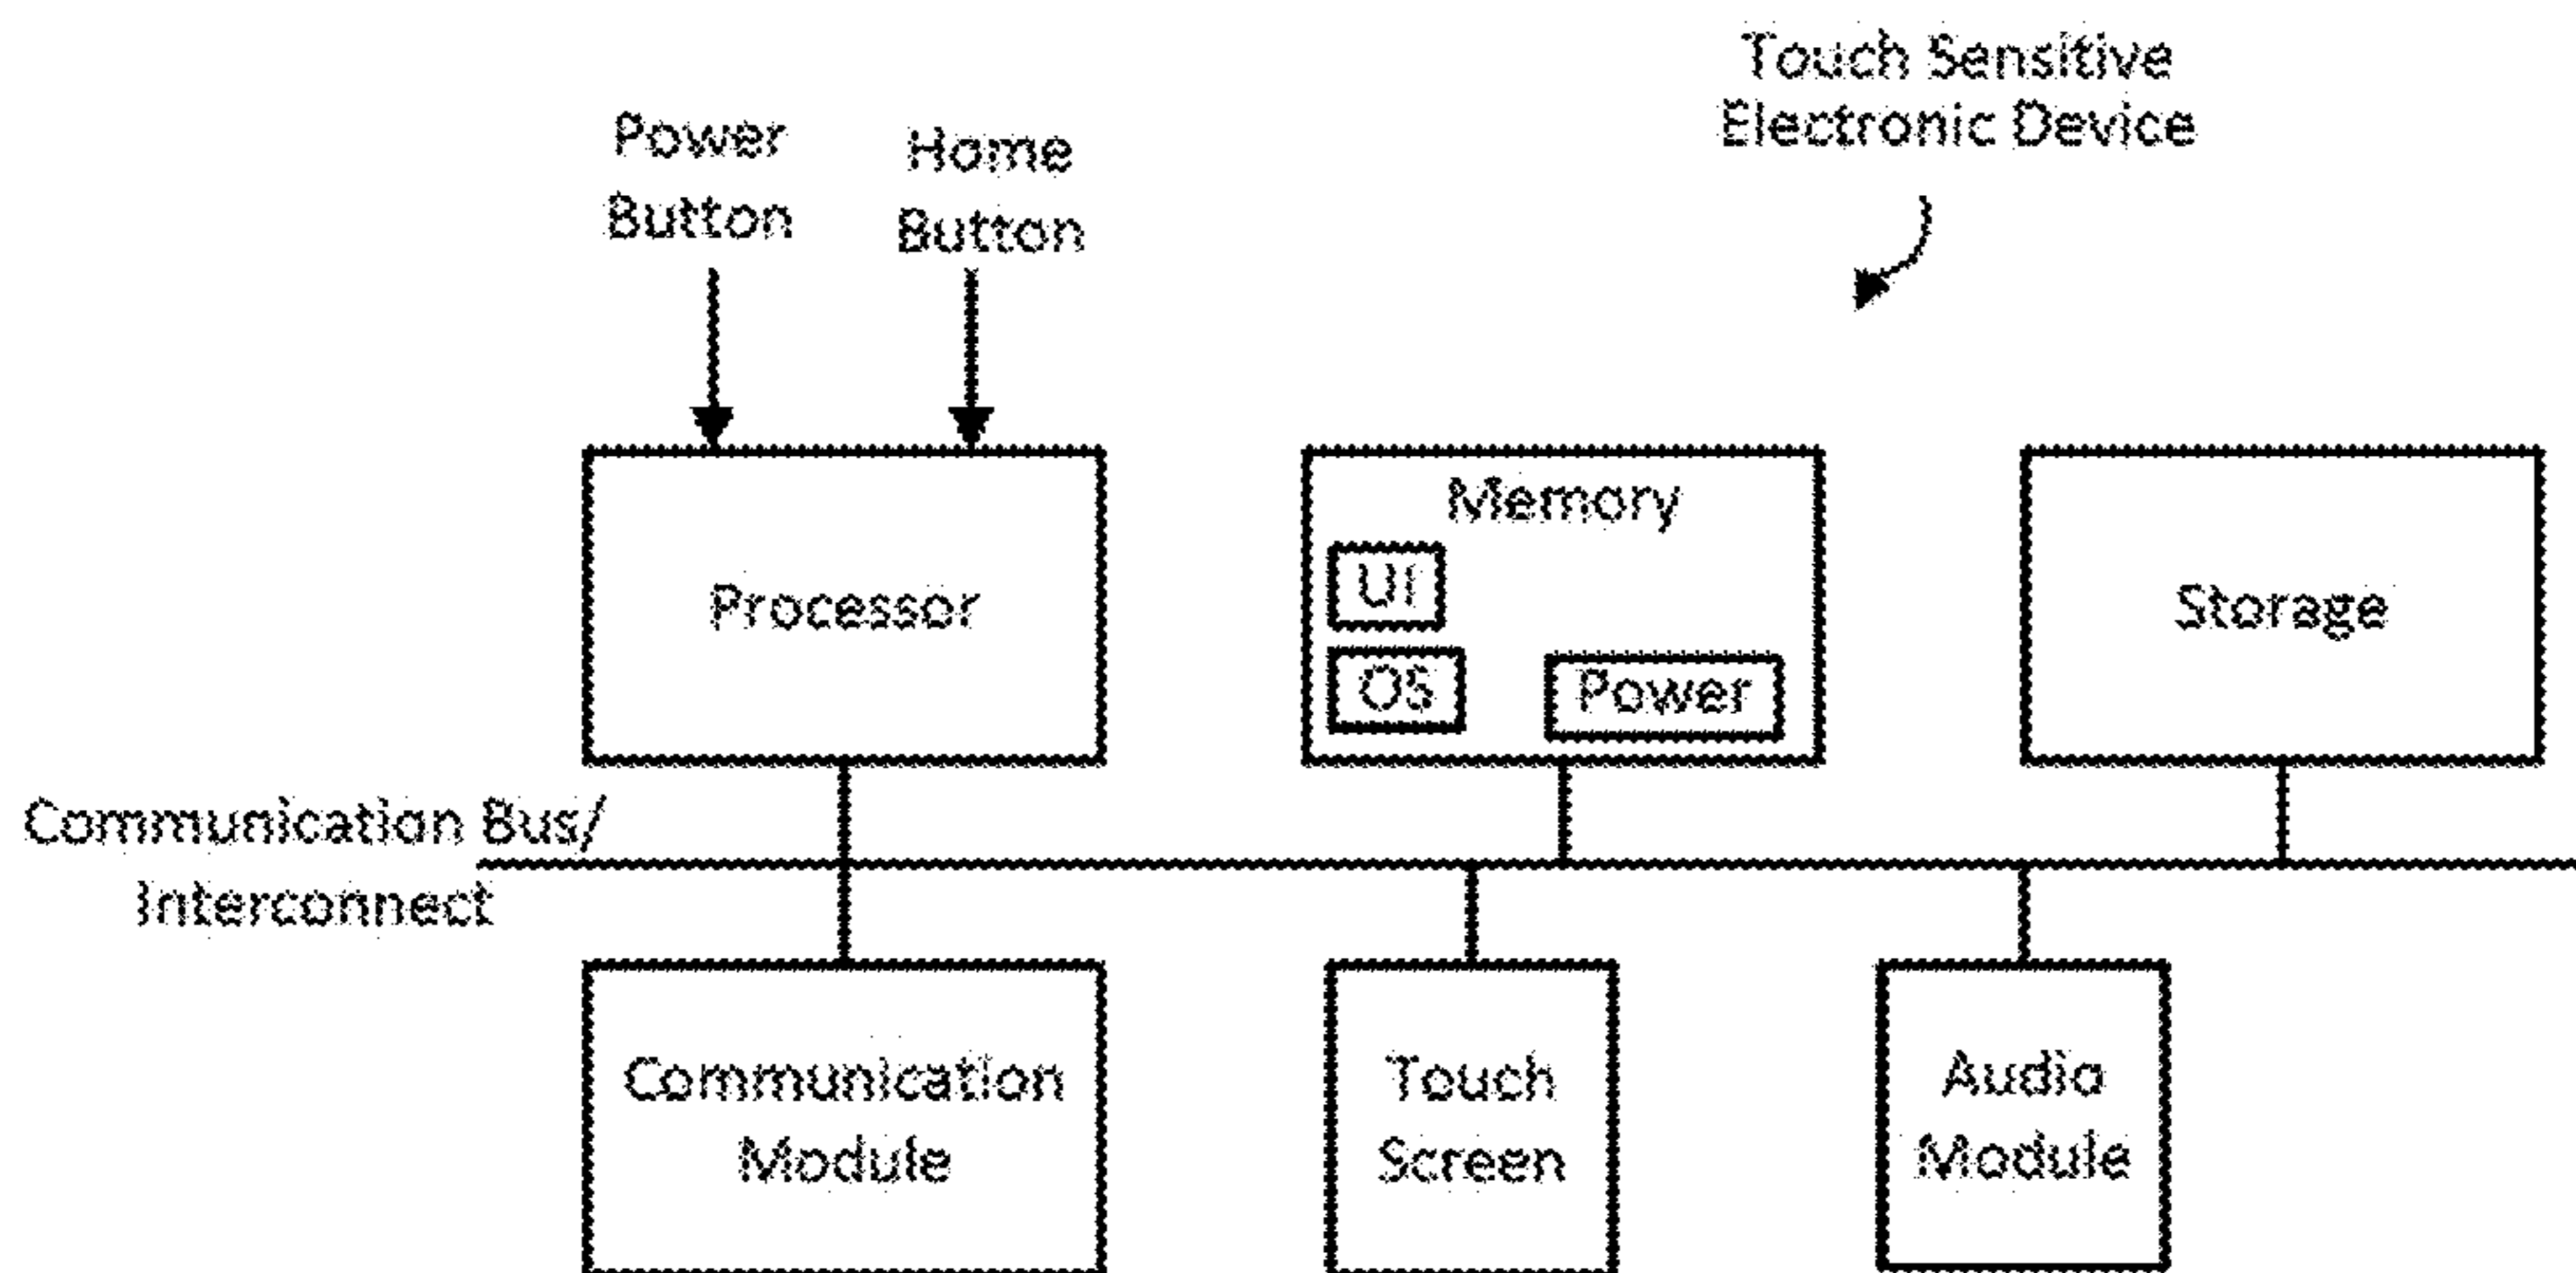 Touch Sensitive
Electronic Device
Power
Button
Home
Button
Processor
Memory
UI
OS
Power
Storage
Communication Bus/
Interconnect
Communication
Module
Touch
Screen
Audio
Module